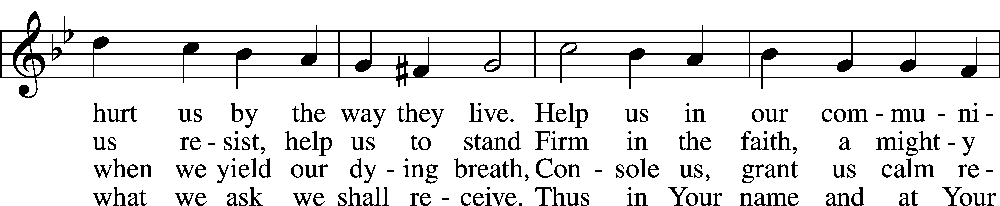 hurt us by the way they live. Help us in our com - mu - ni -
us re - sist, help us to stand Firm in the faith, a might - y
when we yield our dy - ing breath, Con - sole us, grant us calm re -
what we ask we shall re - ceive. Thus in Your name and at Your